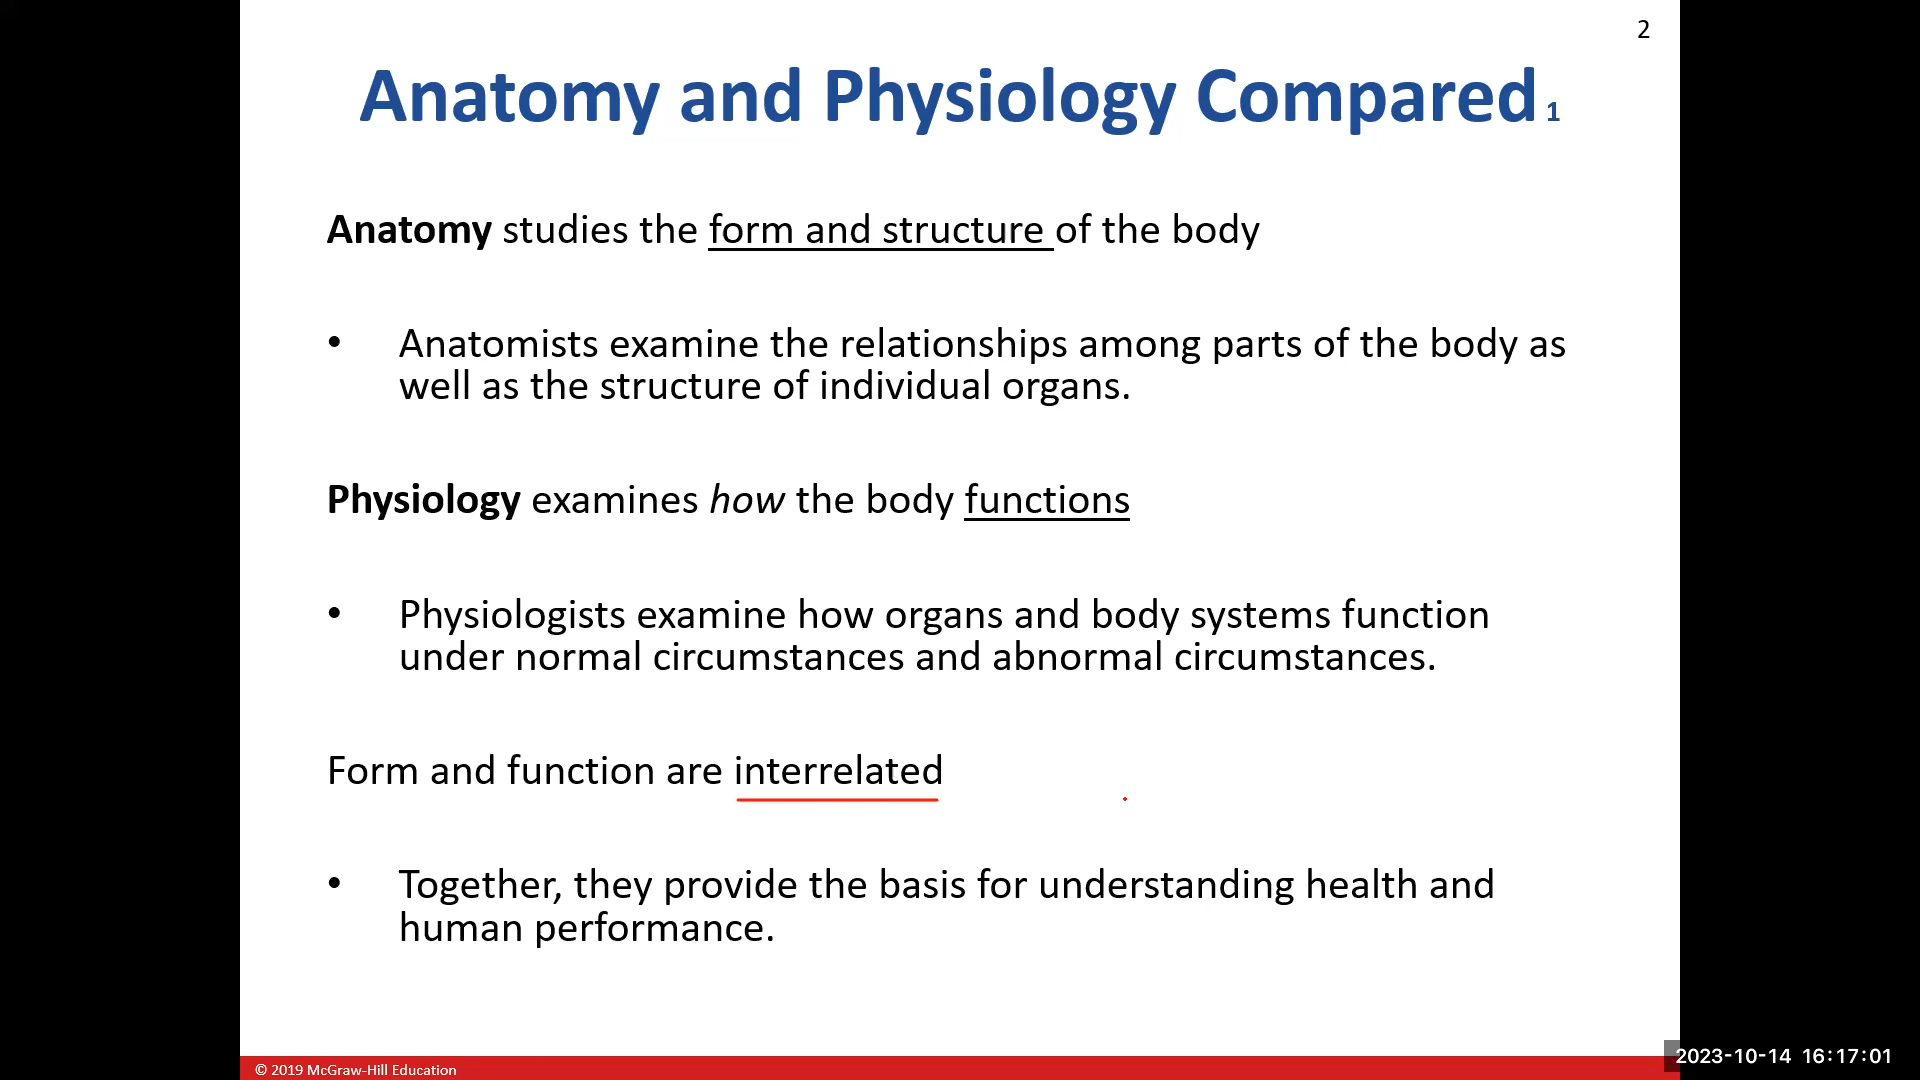 2
Anatomy and Physiology Compared 1
Anatomy studies the form and structure of the body
• Anatomists examine the relationships among parts of the body as
well as the structure of individual organs.
Physiology examines how the body functions
• Physiologists examine how organs and body systems function
under normal circumstances and abnormal circumstances.
Form and function are interrelated
• Together, they provide the basis for understanding health and
human performance.
© 2019 McGraw-Hill Education
2023-10-14 16:17:01